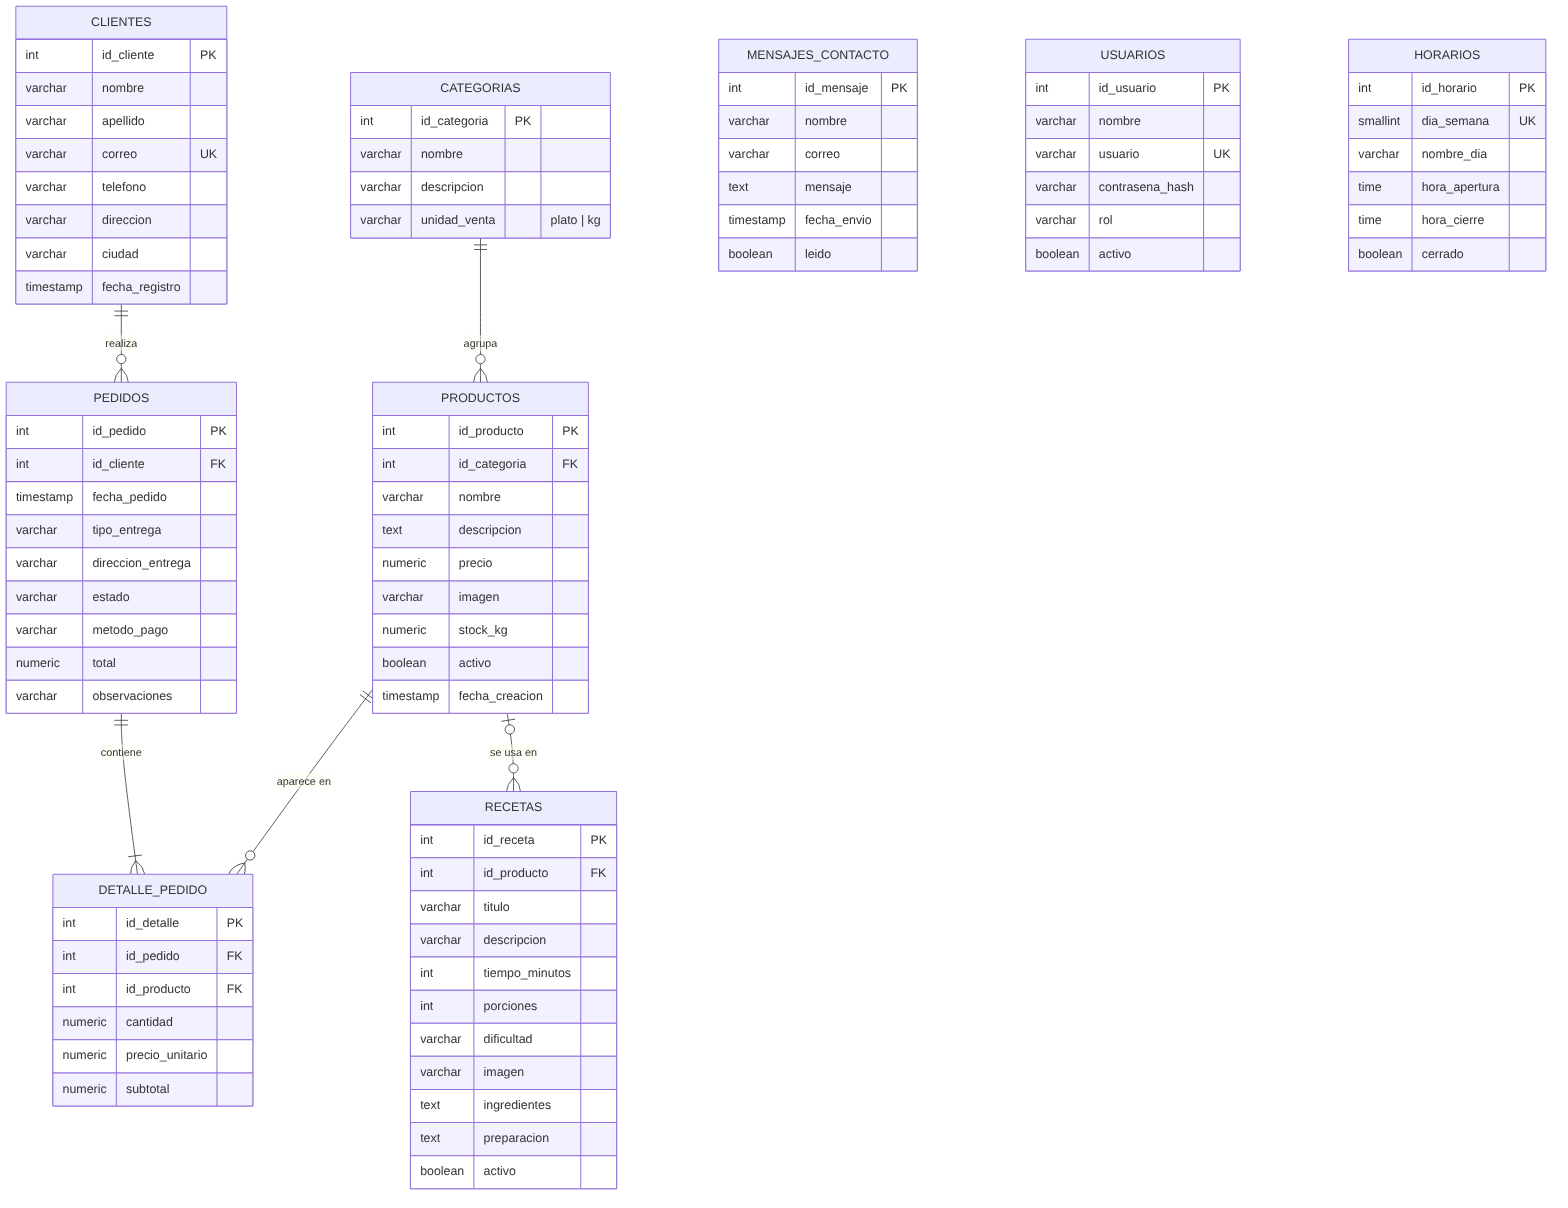 CLIENTES
int id_cliente PK
varchar nombre
varchar apellido
varchar correo UK
varchar telefono
varchar direccion
varchar ciudad
timestamp fecha_registro
CATEGORIAS
int id_categoria PK
varchar nombre
varchar descripcion
varchar unidad_venta plato | kg
MENSAJES_CONTACTO
int id_mensaje PK
varchar nombre
varchar correo
text mensaje
timestamp fecha_envio
boolean leido
USUARIOS
int id_usuario PK
varchar nombre
varchar usuario UK
varchar contrasena_hash
varchar rol
boolean activo
HORARIOS
int id_horario PK
smallint dia_semana UK
varchar nombre_dia
time hora_apertura
time hora_cierre
boolean cerrado
realiza
agrupa
PEDIDOS
int id_pedido PK
int id_cliente FK
timestamp fecha_pedido
varchar tipo_entrega
varchar direccion_entrega
varchar estado
varchar metodo_pago
numeric total
varchar observaciones
PRODUCTOS
int id_producto PK
int id_categoria FK
varchar nombre
text descripcion
numeric precio
varchar imagen
numeric stock_kg
boolean activo
timestamp fecha_creacion
contiene
aparece en
se usa en
DETALLE_PEDIDO
int id_detalle PK
int id_pedido FK
int id_producto FK
numeric cantidad
numeric precio_unitario
numeric subtotal
RECETAS
int id_receta PK
int id_producto FK
varchar titulo
varchar descripcion
int tiempo_minutos
int porciones
varchar dificultad
varchar imagen
text ingredientes
text preparacion
boolean activo